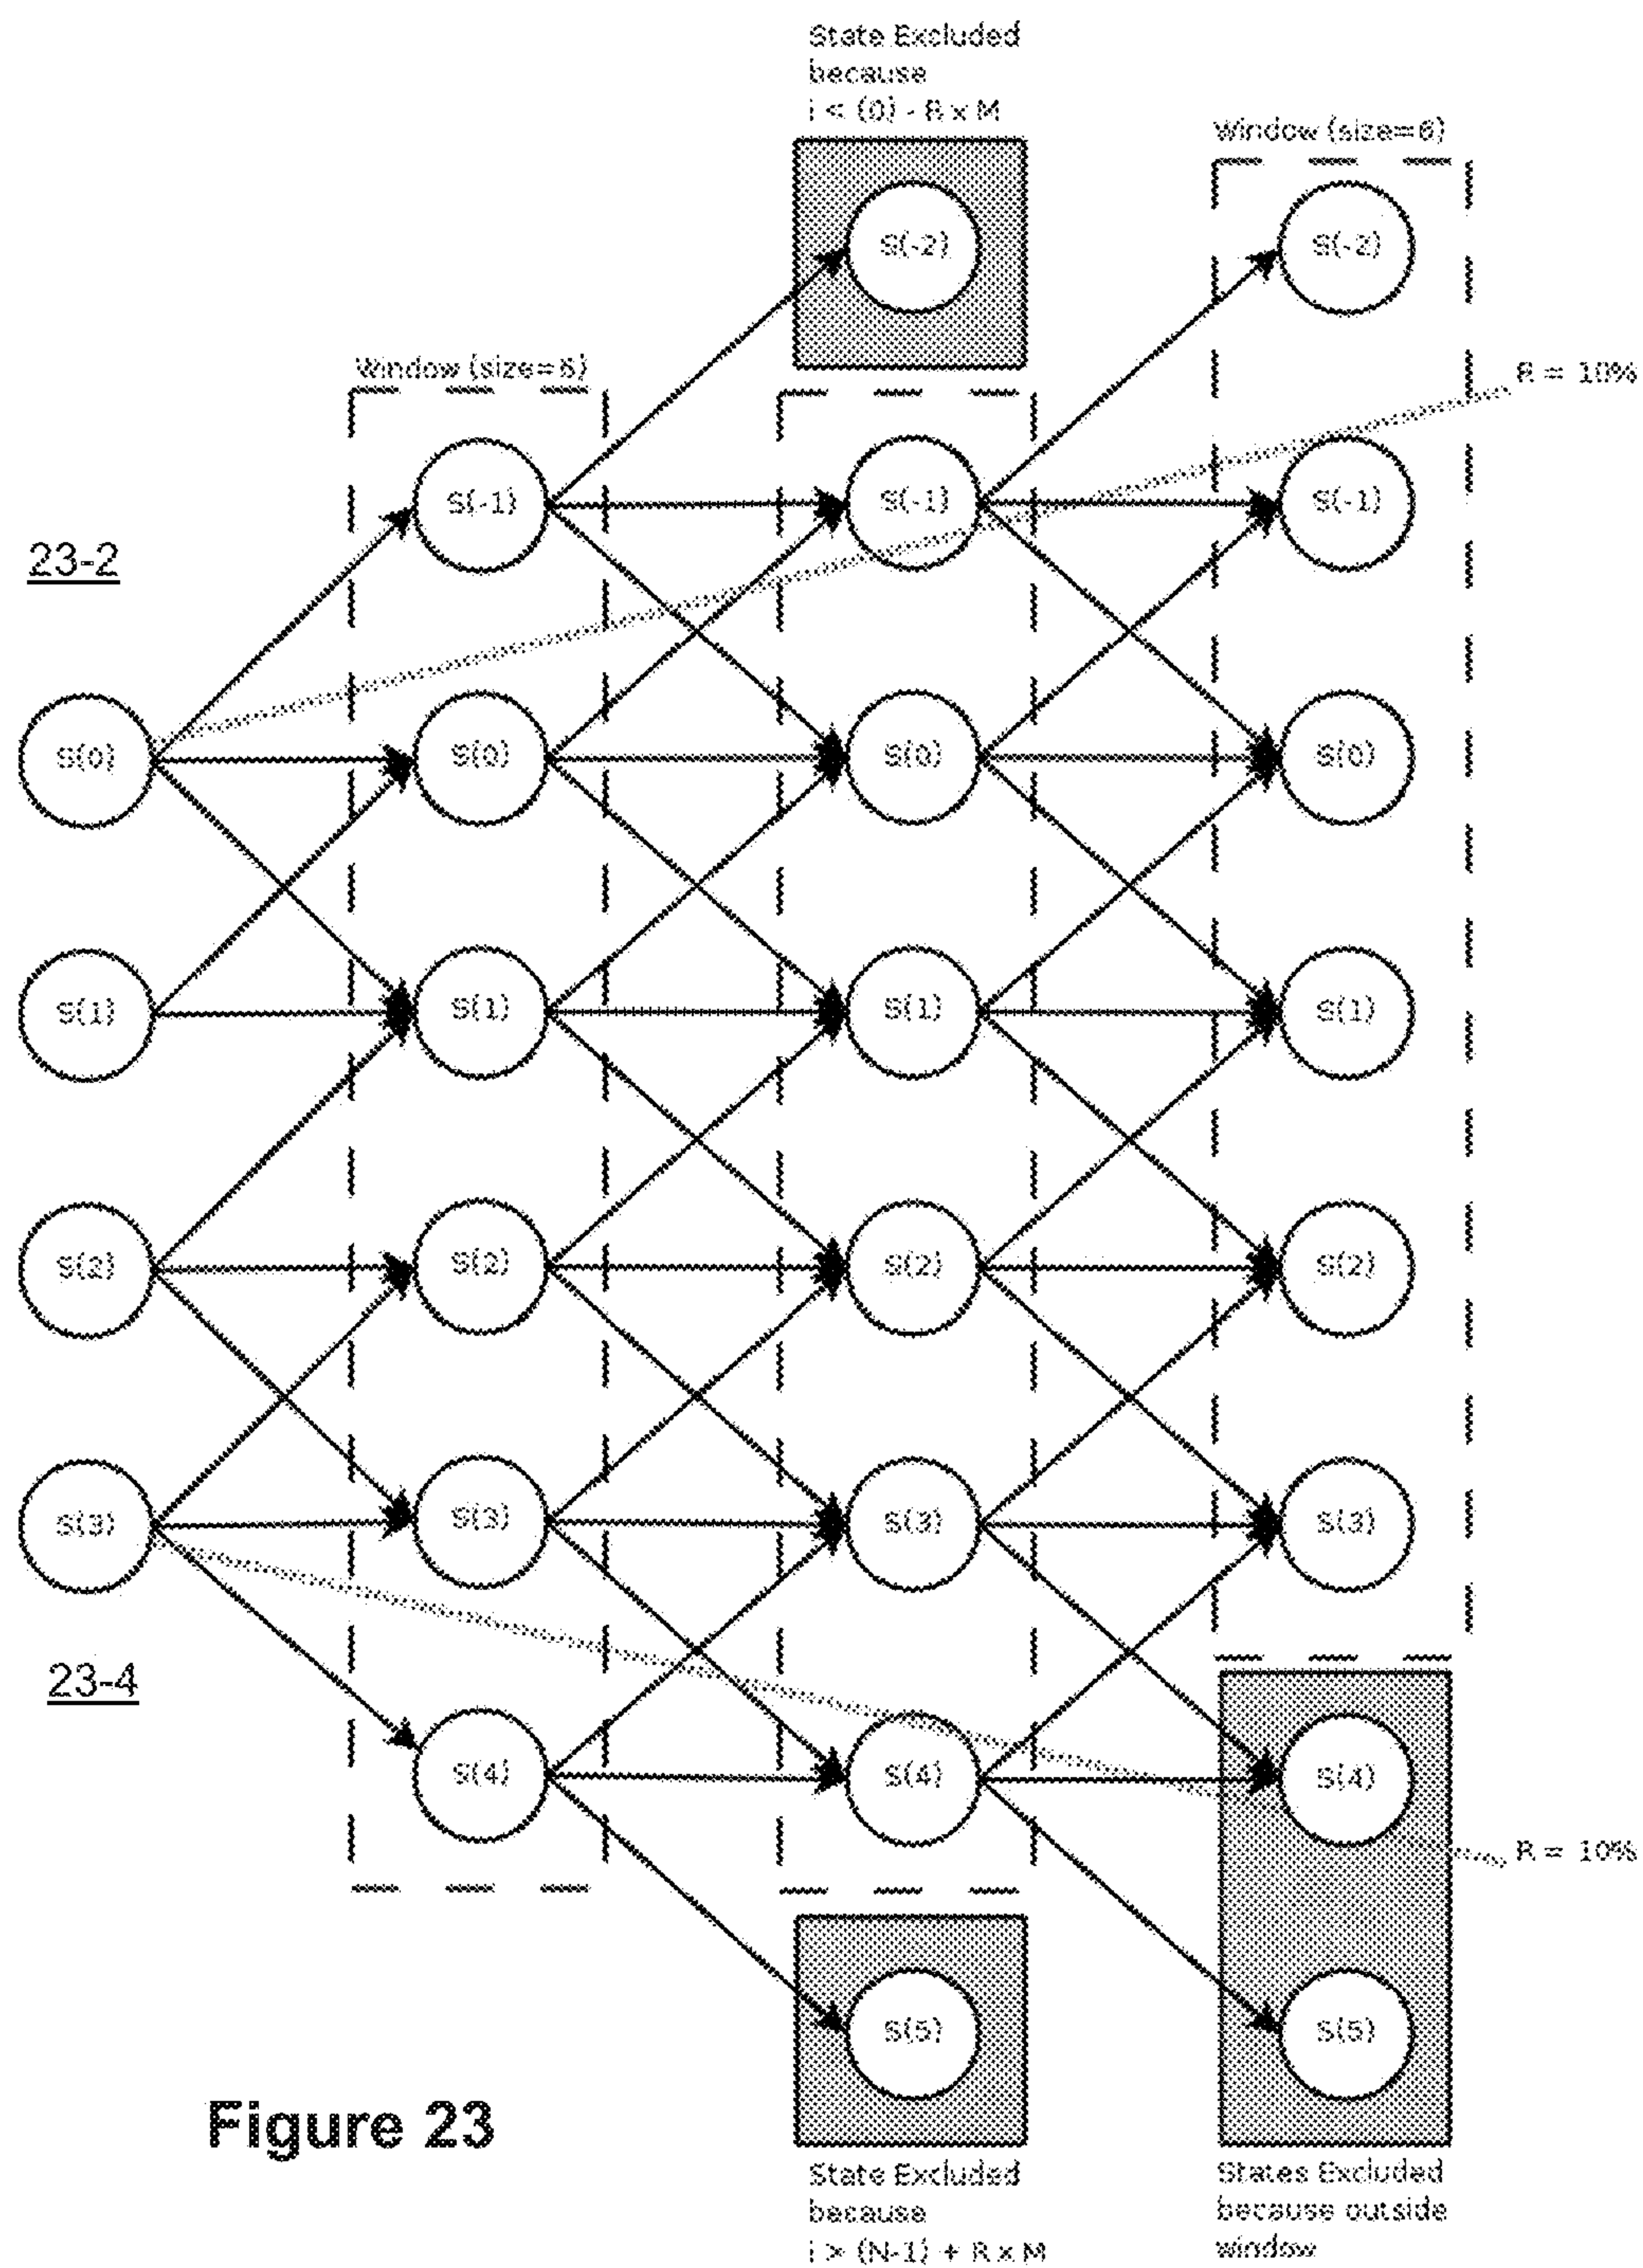 State Excluded
because
i < (0) - R x M
Window (size=6)
S(-2)
S(-2)
Window (size=6)
R = 10%
S(-1)
S(-1)
S(-1)
23-2
S(0)
S(0)
S(0)
S(0)
S(1)
S(1)
S(1)
S(1)
S(2)
S(2)
S(2)
S(2)
S(3)
S(3)
S(3)
S(3)
23-4
S(4)
S(4)
S(4)
R = 10%
S(5)
S(5)
Figure 23
State Excluded
because
i > (N-1) + R x M
States Excluded
because outside
window